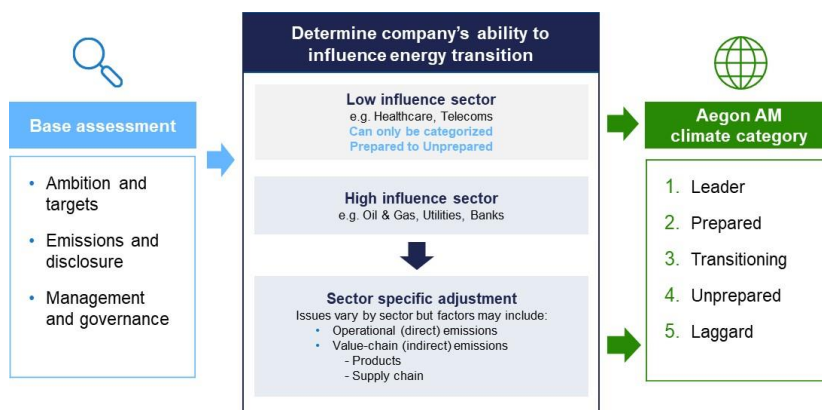 Base assessment
• Ambition and
targets
• Emissions and
disclosure
• Management
and governance
Determine company's ability to
influence energy transition
Low influence sector
e.g. Healthcare, Telecoms
Can only be categorized
Prepared to Unprepared
High influence sector
e.g. Oil & Gas, Utilities, Banks
Sector specific adjustment
Issues vary by sector but factors may include:
• Operational (direct) emissions
• Value-chain (indirect) emissions
- Products
- Supply chain
Aegon AM
climate category
1. Leader
2. Prepared
3. Transitioning
4. Unprepared
5. Laggard